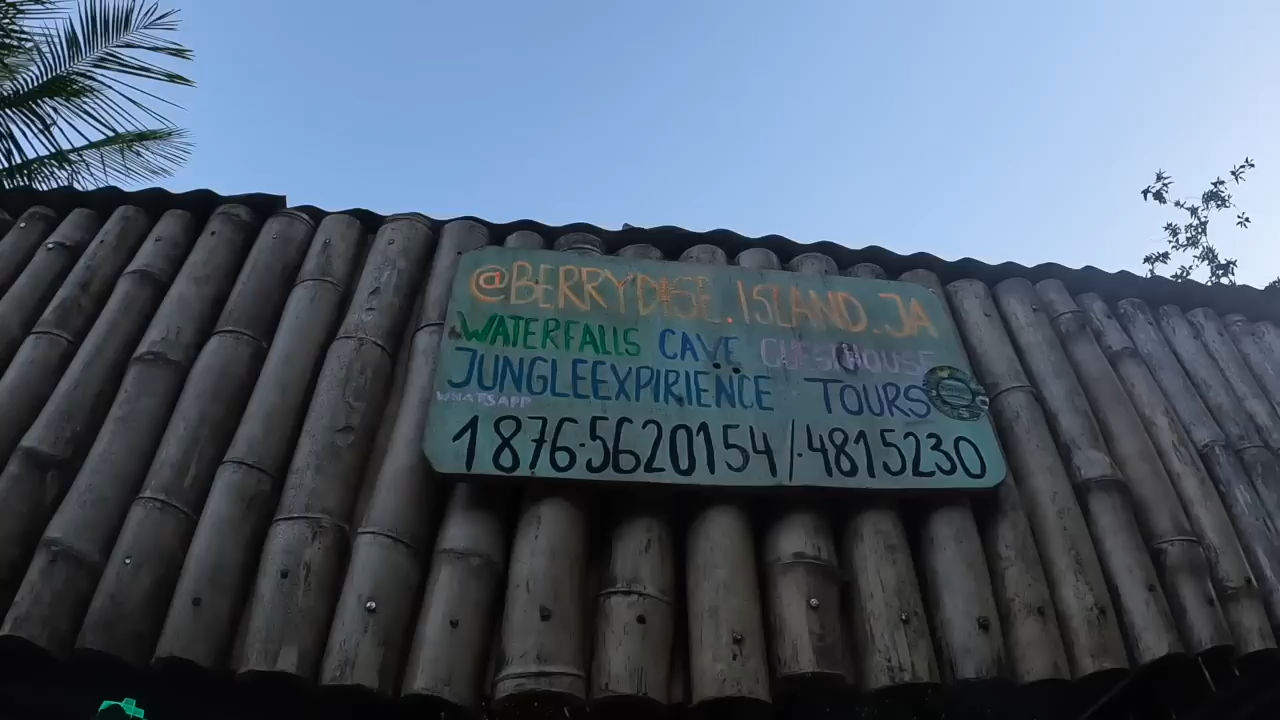 @BERRYDISE.ISLAND.JA
WATERFALLS CAVE GUESTHOUSE
JUNGLEEXPIRIENCE TOURS
WHATSAPP
1876-5620154/.4815230